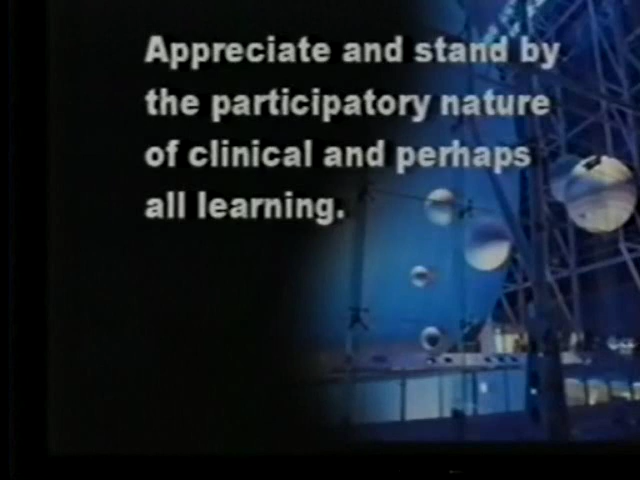 Appreciate and stand by
the participatory nature
of clinical and perhaps
all learning.